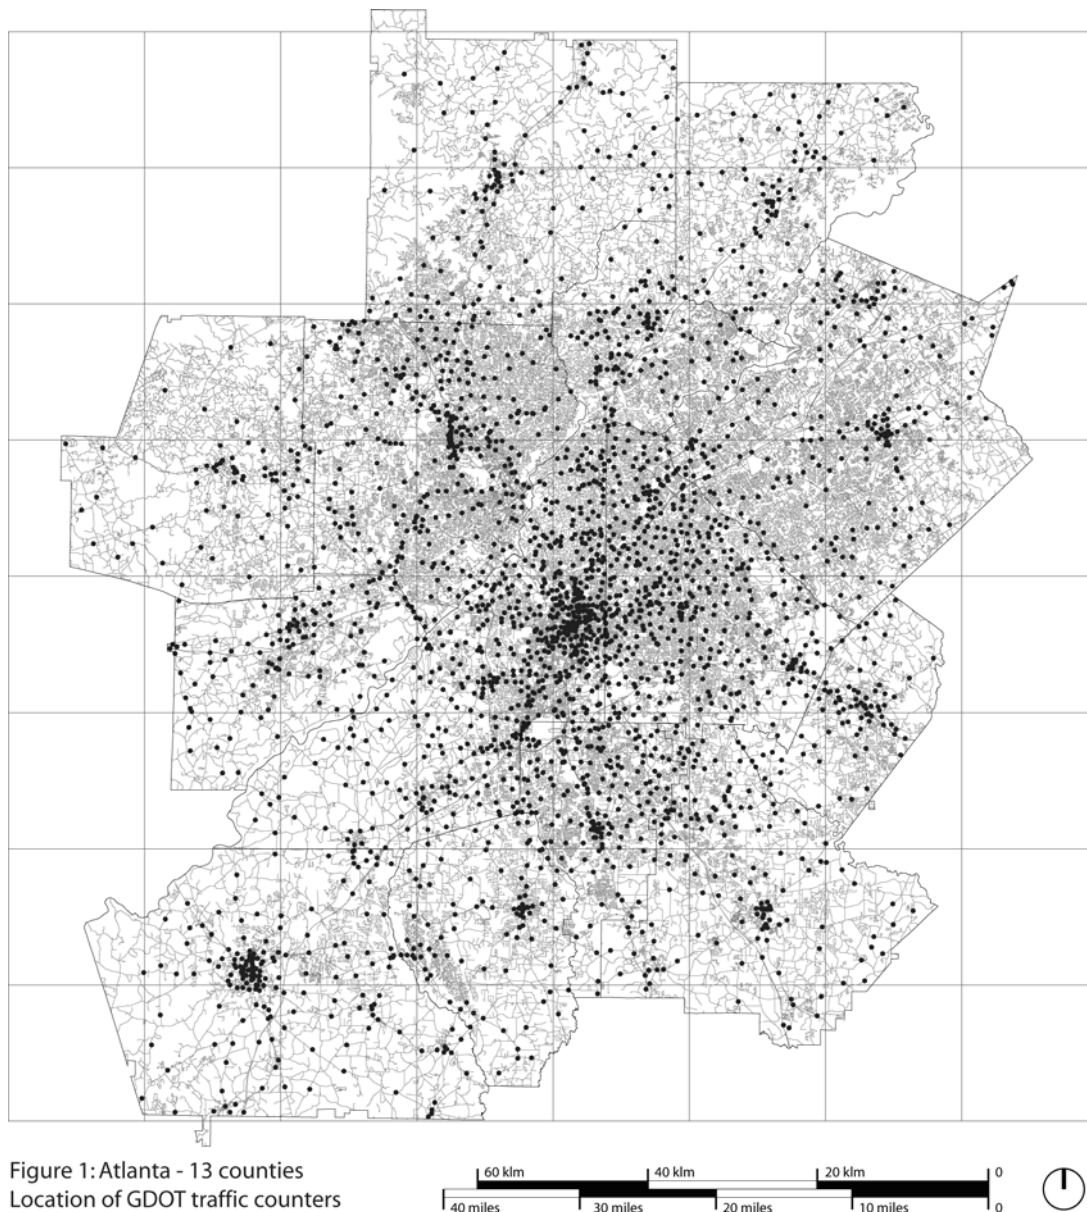 Figure 1: Atlanta - 13 counties
Location of GDOT traffic counters
60 klm 40 klm 20 klm 0
40 miles 30 miles 20 miles 10 miles 0